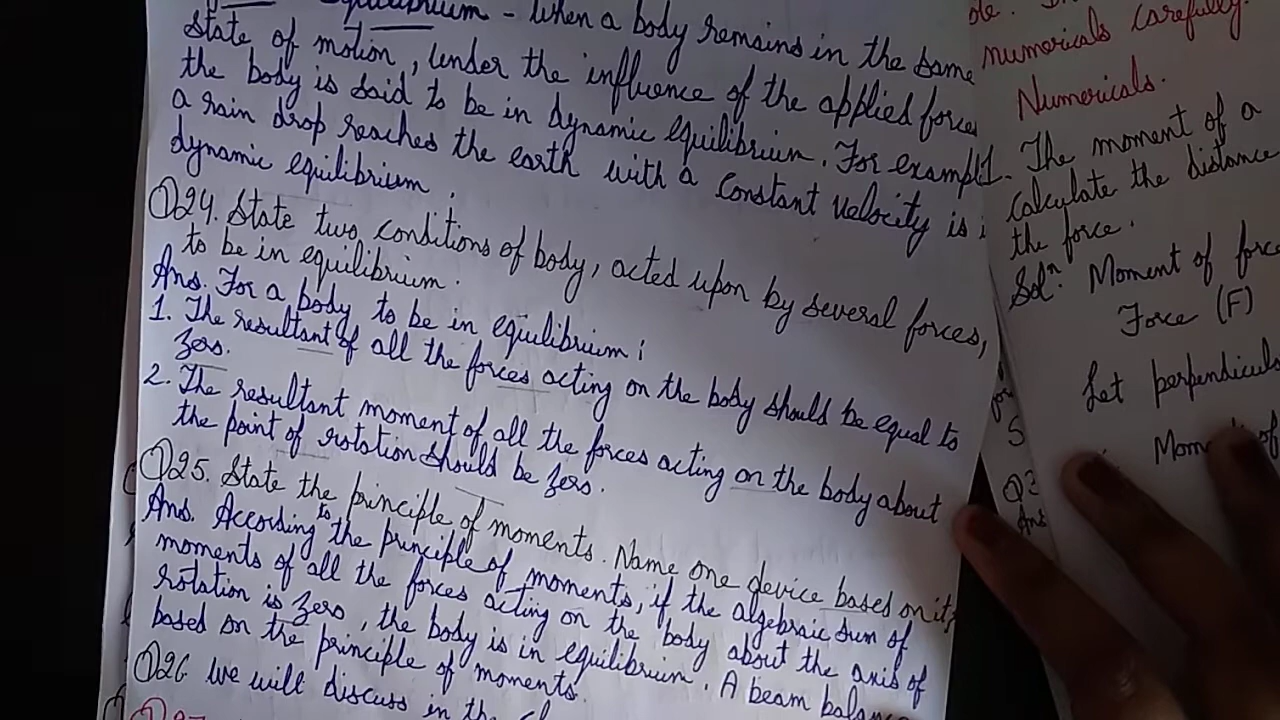 Equilibrium - When a body remains in the same
state of motion, under the influence of the applied forces
the body is said to be in dynamic equilibrium. For example
a rain drop reaches the earth with a constant velocity is i
dynamic equilibrium.
Q24. State two conditions of body, acted upon by several forces,
to be in equilibrium.
Ans. For a body to be in equilibrium:
1. The resultant of all the forces acting on the body should be equal to
zero.
2. The resultant moment of all the forces acting on the body about
the point of rotation should be zero.
Q25. State the principle of moments. Name one device based on it.
Ans. According to the principle of moments, if the algebraic sum of
moments of all the forces acting on the body about the axis of
rotation is zero, the body is in equilibrium. A beam balance
based on the principle of moments.
Q26 We will discuss in the
Q27
numericals carefully.
Numericals.
1. The moment of a
calculate the distance
the force.
Solⁿ. Moment of force
Force (F)
Let perpendicula
Mom of
Q3
Ans